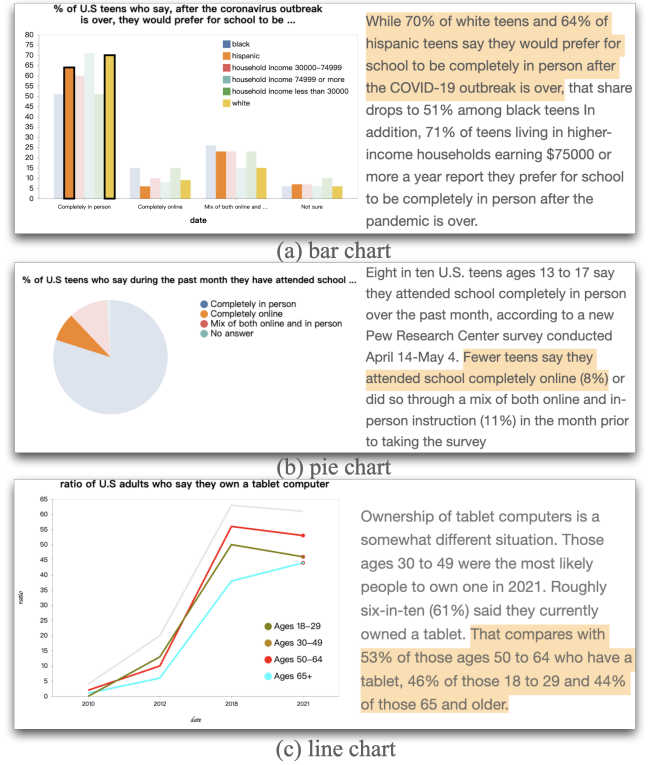 % of U.S teens who say, after the coronavirus outbreak
is over, they would prefer for school to be ...
80
75
70
65
60
55
50
45
40
35
30
25
20
15
10
5
0
black
hispanic
household income 30000-74999
household income 74999 or more
household income less than 30000
white
Completely in person
Completely online
Mix of both online and ...
Not sure
date
While 70% of white teens and 64% of
hispanic teens say they would prefer for
school to be completely in person after
the COVID-19 outbreak is over, that share
drops to 51% among black teens In
addition, 71% of teens living in higher-
income households earning $75000 or
more a year report they prefer for school
to be completely in person after the
pandemic is over.
(a) bar chart
% of U.S teens who say during the past month they have attended school ...
Completely in person
Completely online
Mix of both online and in person
No answer
Eight in ten U.S. teens ages 13 to 17 say
they attended school completely in person
over the past month, according to a new
Pew Research Center survey conducted
April 14-May 4. Fewer teens say they
attended school completely online (8%) or
did so through a mix of both online and in-
person instruction (11%) in the month prior
to taking the survey
(b) pie chart
ratio of U.S adults who say they own a tablet computer
65
60
55
50
45
40
35
30
25
20
15
10
5
0
ratio
Ages 18-29
Ages 30-49
Ages 50-64
Ages 65+
2010
2012
2018
2021
date
Ownership of tablet computers is a
somewhat different situation. Those
ages 30 to 49 were the most likely
people to own one in 2021. Roughly
six-in-ten (61%) said they currently
owned a tablet. That compares with
53% of those ages 50 to 64 who have a
tablet, 46% of those 18 to 29 and 44%
of those 65 and older.
(c) line chart